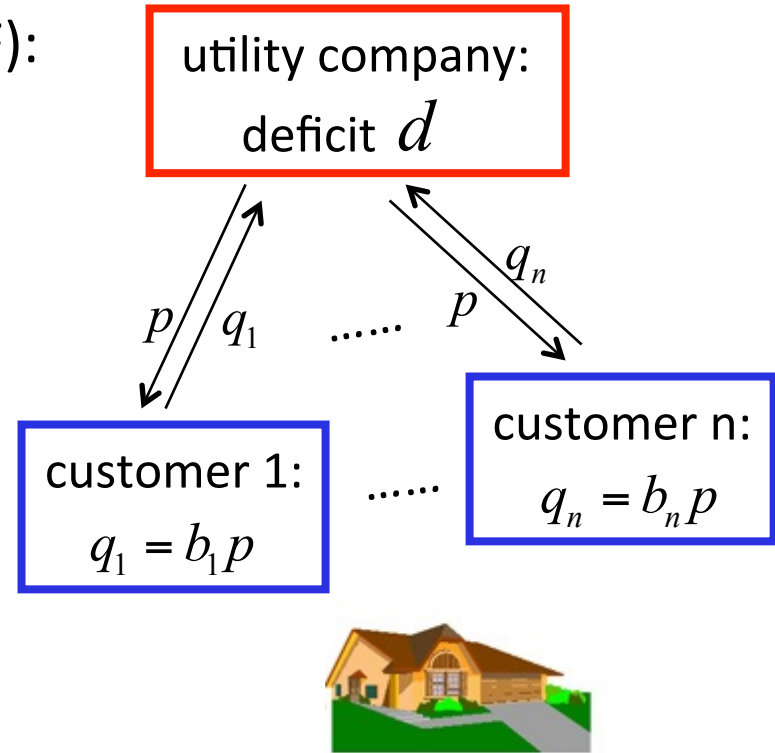 ):
utility company:
deficit d
p
q₁
......
p
qₙ
customer 1:
q₁ = b₁p
......
customer n:
qₙ = bₙp